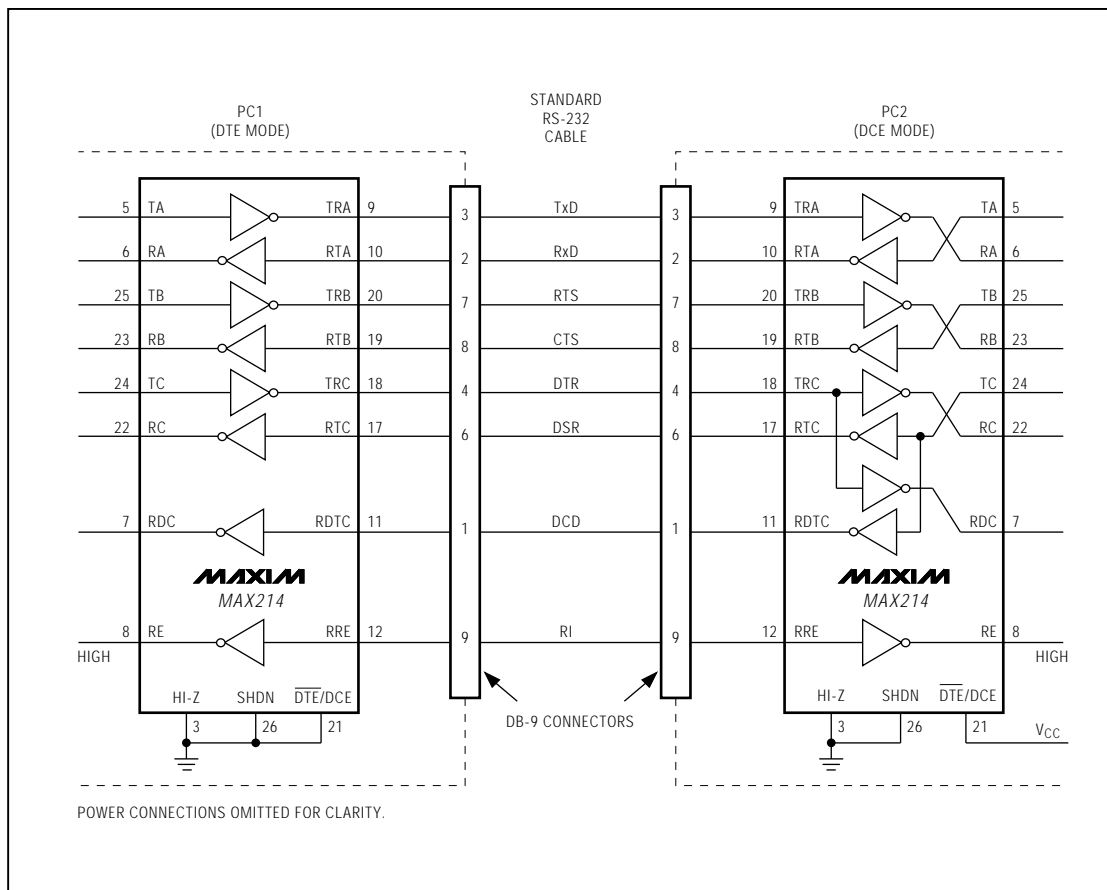 PC1
(DTE MODE)
STANDARD
RS-232
CABLE
PC2
(DCE MODE)
5 TA TRA 9 3 TxD 3 9 TRA TA 5
6 RA RTA 10 2 RxD 2 10 RTA RA 6
25 TB TRB 20 7 RTS 7 20 TRB TB 25
23 RB RTB 19 8 CTS 8 19 RTB RB 23
24 TC TRC 18 4 DTR 4 18 TRC TC 24
22 RC RTC 17 6 DSR 6 17 RTC RC 22
7 RDC RDTC 11 1 DCD 1 11 RDTC RDC 7
MAXIM MAXIM
MAX214 MAX214
8 RE RRE 12 9 RI 9 12 RRE RE 8
HIGH HIGH
HI-Z SHDN DTE/DCE HI-Z SHDN DTE/DCE
3 26 21 DB-9 CONNECTORS 3 26 21
VCC
POWER CONNECTIONS OMITTED FOR CLARITY.